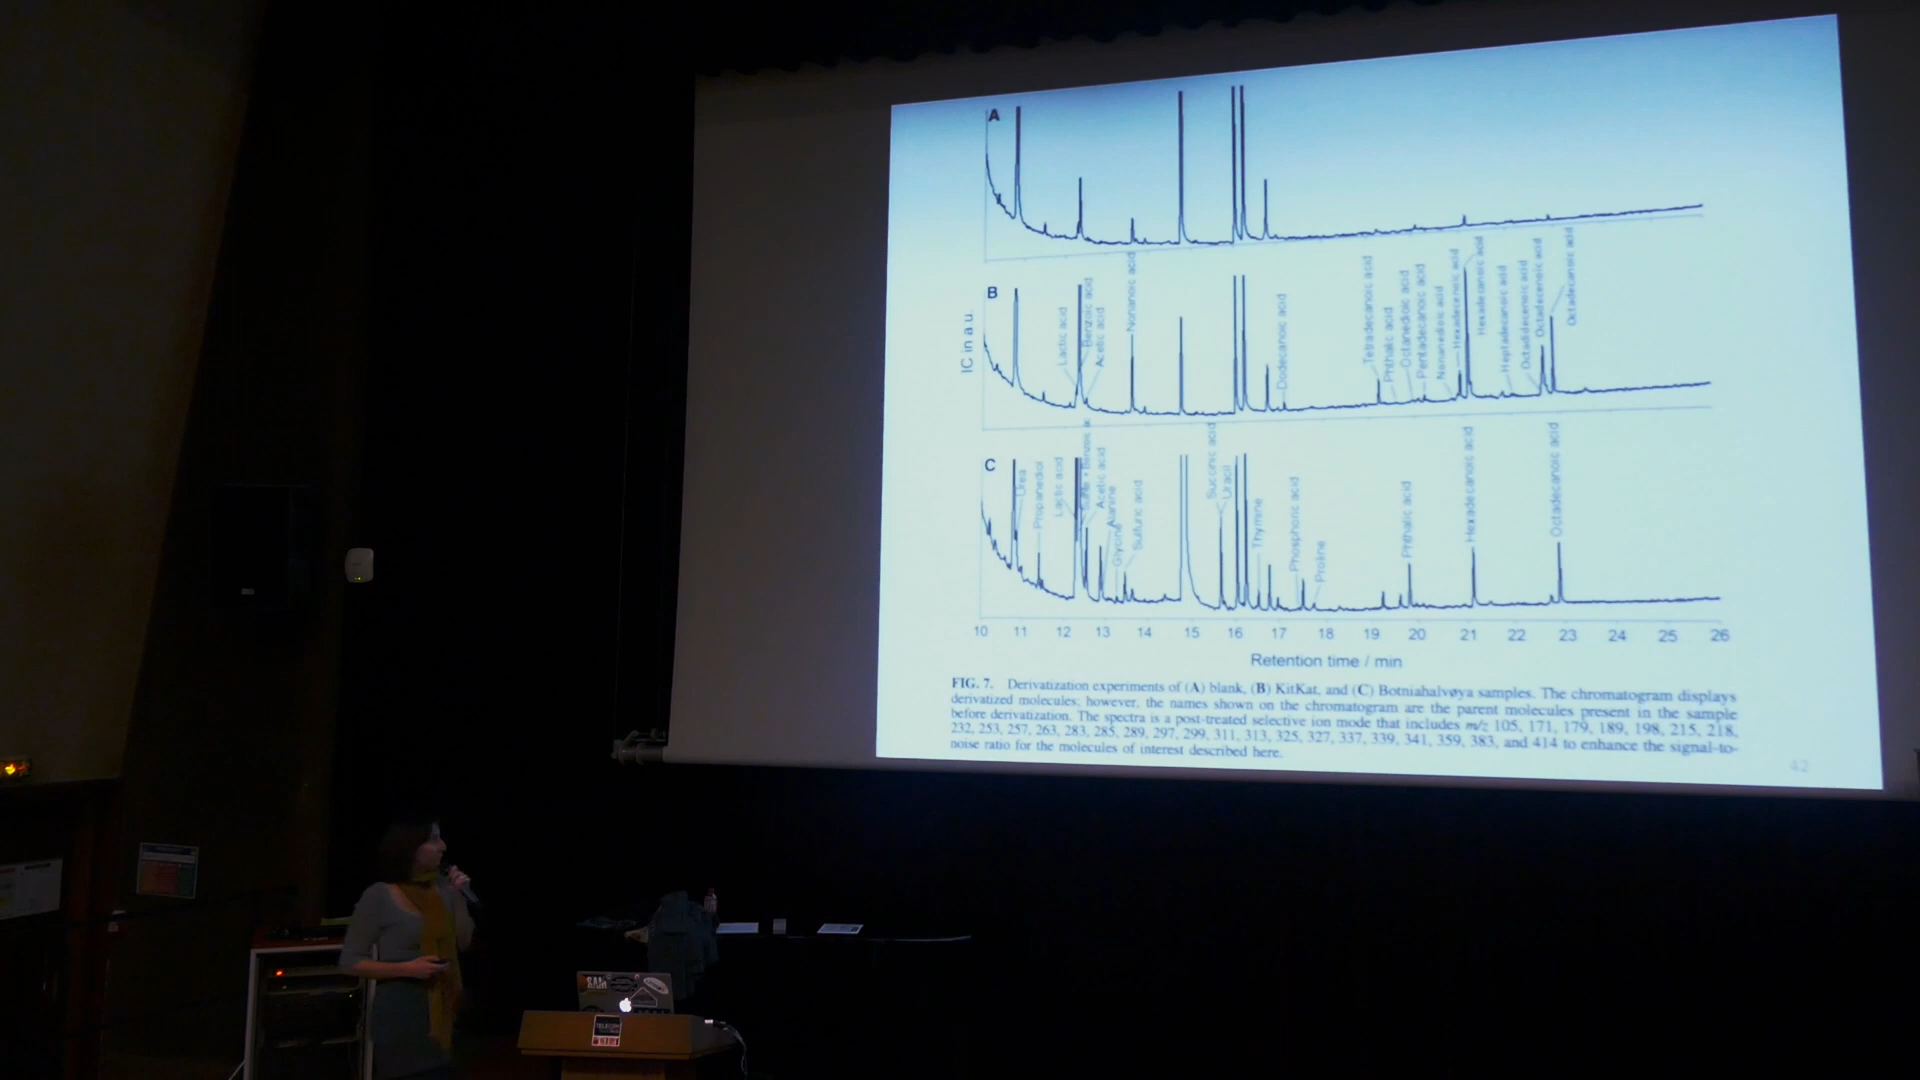 A
B
IC in a.u.
Lactic acid
Benzoic acid
Acetic acid
Nonanoic acid
Dodecanoic acid
Tetradecanoic acid
Phthalic acid
Octanedioic acid
Pentadecanoic acid
Nonanedioic acid
Hexadecenoic acid
Hexadecanoic acid
Heptadecanoic acid
Octadidecenoic acid
Octadecenoic acid
Octadecanoic acid
C
Urea
Propanediol
Lactic acid
Acetic acid
Alanine
Glycine
Sulfuric acid
Succinic acid
Uracil
Thymine
Phosphoric acid
Proline
Phthalic acid
Hexadecanoic acid
Octadecanoic acid
10 11 12 13 14 15 16 17 18 19 20 21 22 23 24 25 26
Retention time / min
FIG. 7. Derivatization experiments of (A) blank, (B) KitKat, and (C) Botniahalvøya samples. The chromatogram displays
derivatized molecules; however, the names shown on the chromatogram are the parent molecules present in the sample
before derivatization. The spectra is a post-treated selective ion mode that includes m/z 105, 171, 179, 189, 198, 215, 218,
232, 253, 257, 263, 283, 285, 289, 297, 299, 311, 313, 325, 327, 337, 339, 341, 359, 383, and 414 to enhance the signal-to-
noise ratio for the molecules of interest described here.
42
SAM